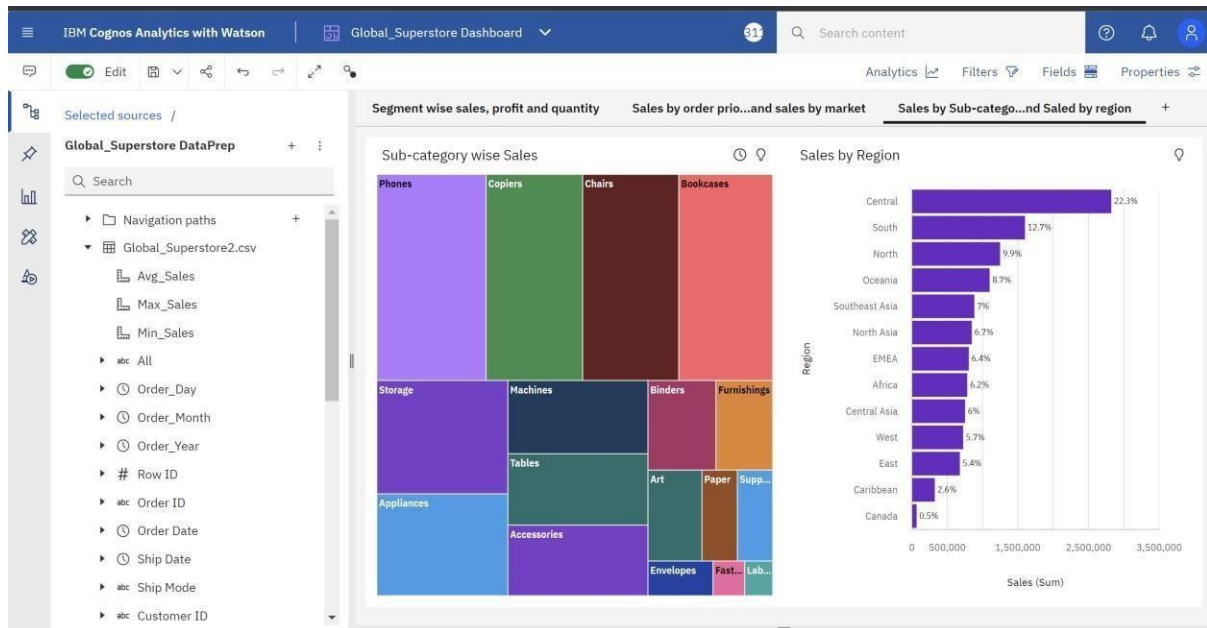 IBM Cognos Analytics with Watson
Global_Superstore Dashboard
Search content
Edit
Analytics
Filters
Fields
Properties
Selected sources /
Global_Superstore DataPrep
Search
Navigation paths
Global_Superstore2.csv
Avg_Sales
Max_Sales
Min_Sales
abc All
Order_Day
Order_Month
Order_Year
# Row ID
abc Order ID
Order Date
Ship Date
abc Ship Mode
abc Customer ID
Segment wise sales, profit and quantity
Sales by order prio...and sales by market
Sales by Sub-catego...nd Saled by region
Sub-category wise Sales
Phones
Copiers
Chairs
Bookcases
Storage
Machines
Binders
Furnishings
Tables
Art
Paper
Supp...
Appliances
Accessories
Envelopes
Fast...
Lab...
Sales by Region
Region
Central 22.3%
South 12.7%
North 9.9%
Oceania 8.7%
Southeast Asia 7%
North Asia 6.7%
EMEA 6.4%
Africa 6.2%
Central Asia 6%
West 5.7%
East 5.4%
Caribbean 2.6%
Canada 0.5%
0 500,000 1,500,000 2,500,000 3,500,000
Sales (Sum)